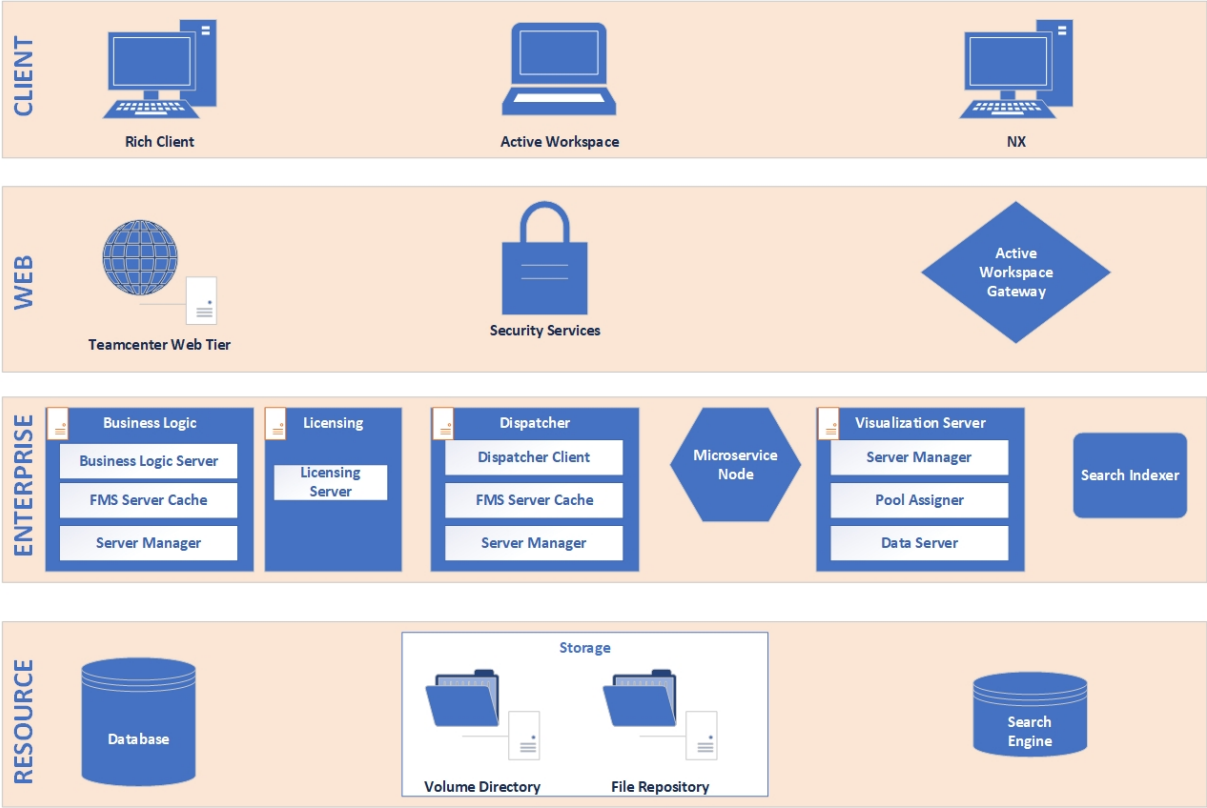 CLIENT
Rich Client
Active Workspace
NX
WEB
Teamcenter Web Tier
Security Services
Active
Workspace
Gateway
ENTERPRISE
Business Logic
Business Logic Server
FMS Server Cache
Server Manager
Licensing
Licensing
Server
Dispatcher
Dispatcher Client
FMS Server Cache
Server Manager
Microservice
Node
Visualization Server
Server Manager
Pool Assigner
Data Server
Search Indexer
RESOURCE
Database
Storage
Volume Directory
File Repository
Search
Engine